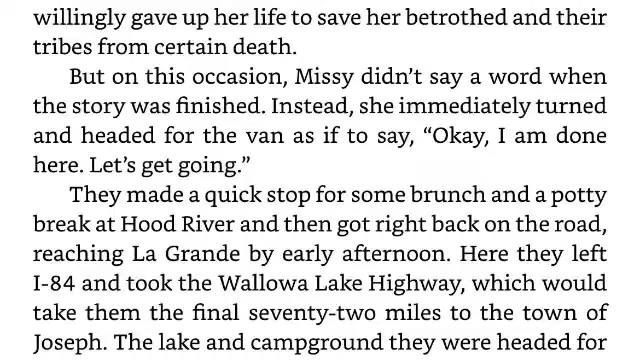 willingly gave up her life to save her betrothed and their
tribes from certain death.
But on this occasion, Missy didn’t say a word when
the story was finished. Instead, she immediately turned
and headed for the van as if to say, “Okay, I am done
here. Let’s get going.”
They made a quick stop for some brunch and a potty
break at Hood River and then got right back on the road,
reaching La Grande by early afternoon. Here they left
I-84 and took the Wallowa Lake Highway, which would
take them the final seventy-two miles to the town of
Joseph. The lake and campground they were headed for